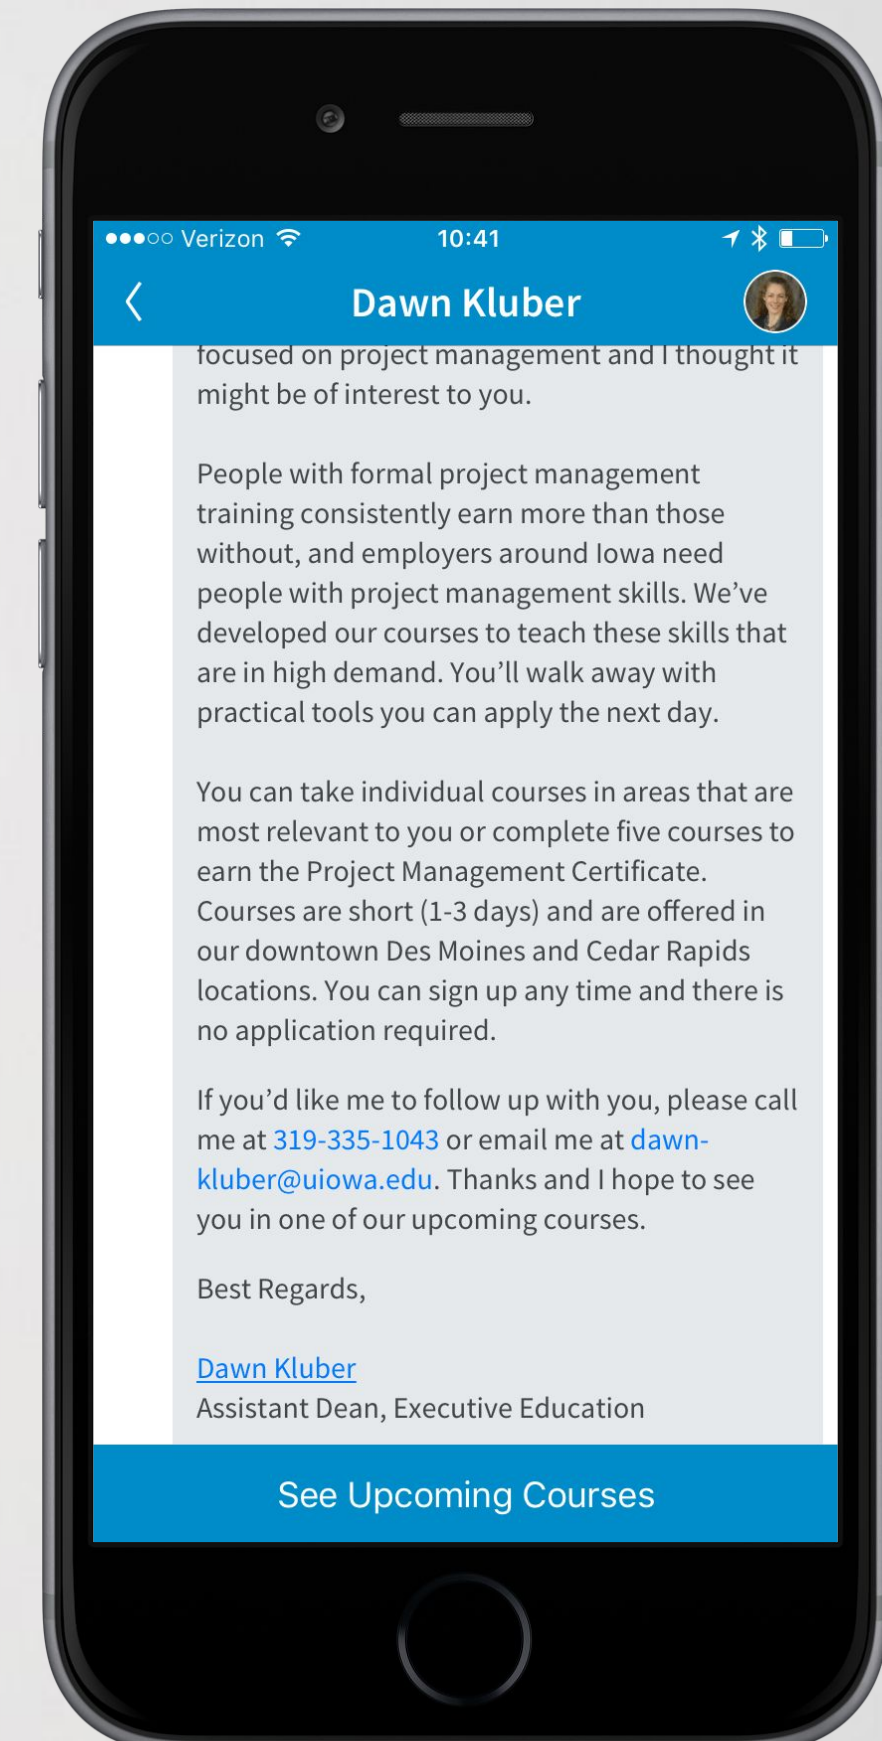 Verizon 10:41
Dawn Kluber
focused on project management and I thought it
might be of interest to you.
People with formal project management
training consistently earn more than those
without, and employers around Iowa need
people with project management skills. We’ve
developed our courses to teach these skills that
are in high demand. You’ll walk away with
practical tools you can apply the next day.
You can take individual courses in areas that are
most relevant to you or complete five courses to
earn the Project Management Certificate.
Courses are short (1-3 days) and are offered in
our downtown Des Moines and Cedar Rapids
locations. You can sign up any time and there is
no application required.
If you’d like me to follow up with you, please call
me at 319-335-1043 or email me at dawn-
kluber@uiowa.edu. Thanks and I hope to see
you in one of our upcoming courses.
Best Regards,
Dawn Kluber
Assistant Dean, Executive Education
See Upcoming Courses